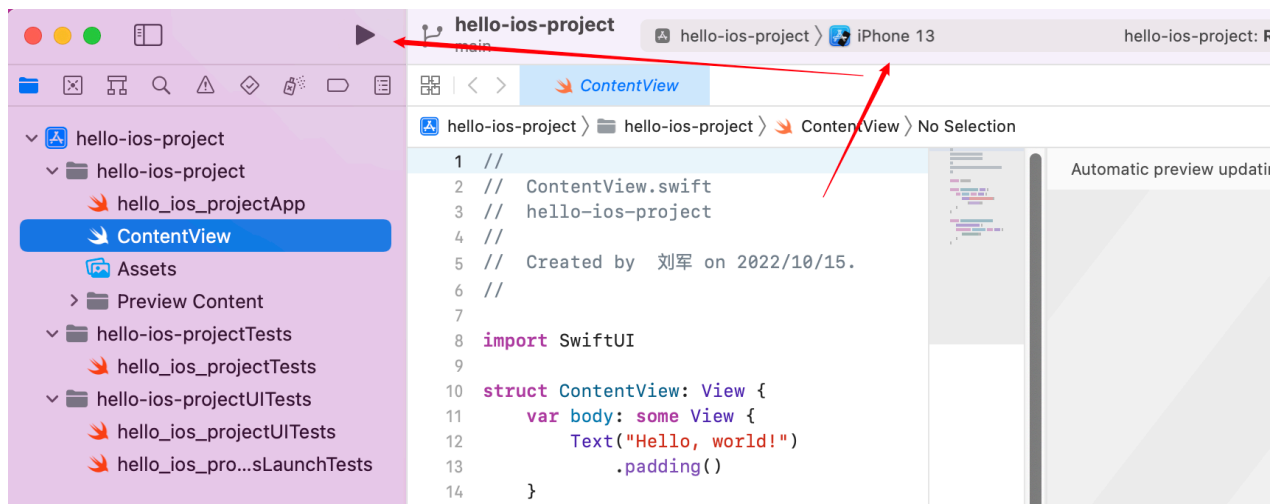 hello-ios-project
main
hello-ios-project 〉 iPhone 13
hello-ios-project: R
ContentView
hello-ios-project 〉 hello-ios-project 〉 ContentView 〉 No Selection
hello-ios-project
hello-ios-project
hello_ios_projectApp
ContentView
Assets
Preview Content
hello-ios-projectTests
hello_ios_projectTests
hello-ios-projectUITests
hello_ios_projectUITests
hello_ios_pro...sLaunchTests
1 //
2 // ContentView.swift
3 // hello-ios-project
4 //
5 // Created by 刘军 on 2022/10/15.
6 //
7
8 import SwiftUI
9
10 struct ContentView: View {
11 var body: some View {
12 Text("Hello, world!")
13 .padding()
14 }
Automatic preview updatin